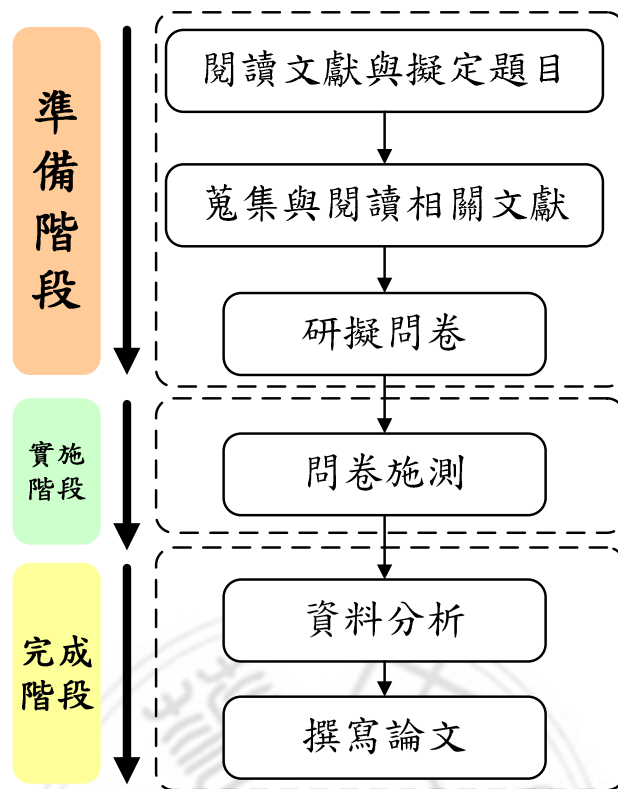 準備階段
閱讀文獻與擬定題目
蒐集與閱讀相關文獻
研擬問卷
實施
階段
問卷施測
完成
階段
資料分析
撰寫論文